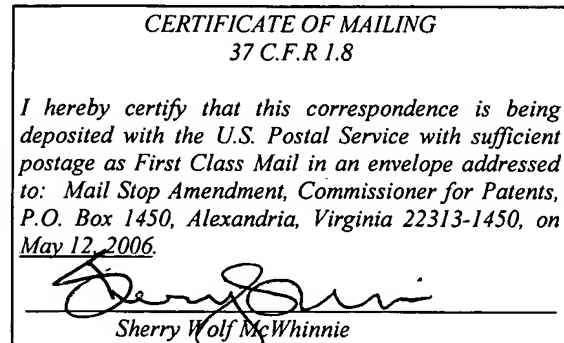 CERTIFICATE OF MAILING
37 C.F.R 1.8
I hereby certify that this correspondence is being
deposited with the U.S. Postal Service with sufficient
postage as First Class Mail in an envelope addressed
to: Mail Stop Amendment, Commissioner for Patents,
P.O. Box 1450, Alexandria, Virginia 22313-1450, on
May 12, 2006.
Sherry Wolf McWhinnie